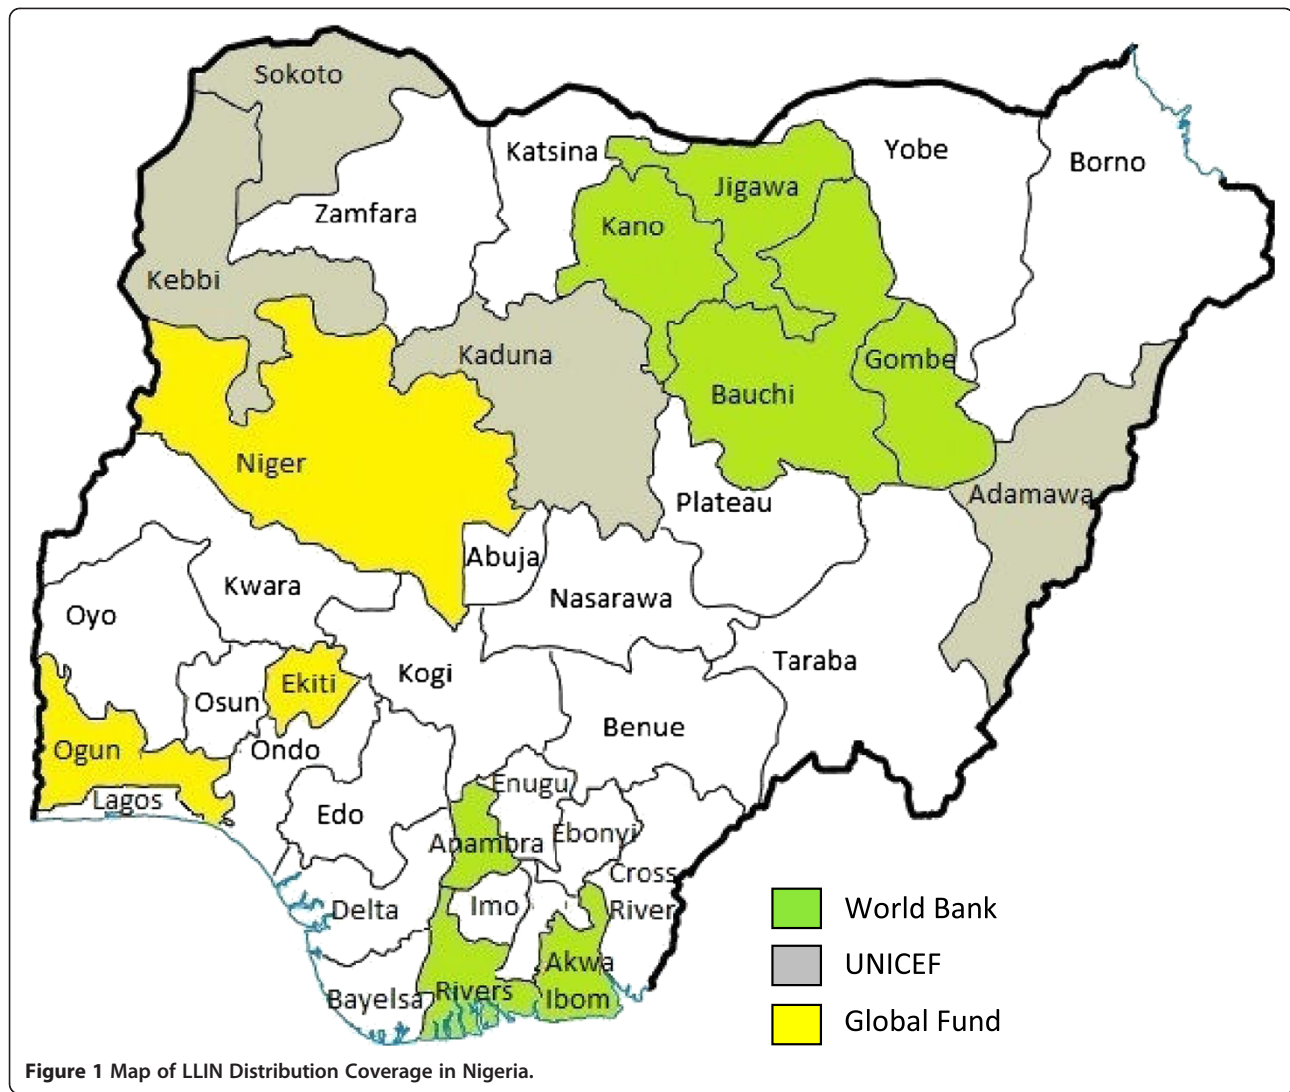 Sokoto
Katsina
Yobe
Borno
Jigawa
Zamfara
Kano
Kebbi
Kaduna
Gombe
Bauchi
Niger
Adamawa
Plateau
Abuja
Kwara
Nasarawa
Oyo
Taraba
Kogi
Ekiti
Osun
Benue
Ogun
Ondo
Enugu
Lagos
Edo
Ebonyi
Anambra
Cross
River
Imo
Delta
Akwa
Ibom
Rivers
Bayelsa
World Bank
UNICEF
Global Fund
Figure 1 Map of LLIN Distribution Coverage in Nigeria.